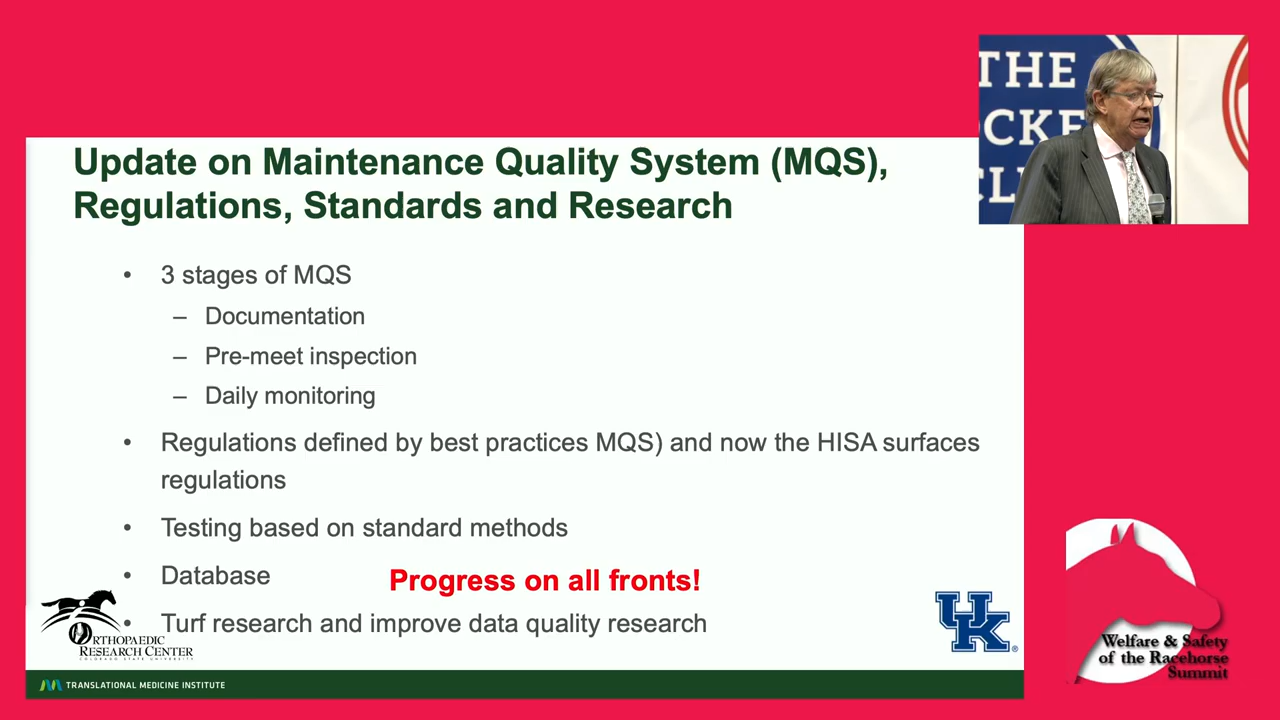 THE
OCKE
CL
Update on Maintenance Quality System (MQS),
Regulations, Standards and Research
• 3 stages of MQS
– Documentation
– Pre-meet inspection
– Daily monitoring
• Regulations defined by best practices MQS) and now the HISA surfaces
regulations
• Testing based on standard methods
• Database
Progress on all fronts!
• Turf research and improve data quality research
ORTHOPAEDIC
RESEARCH CENTER
COLORADO STATE UNIVERSITY
UK
®
TRANSLATIONAL MEDICINE INSTITUTE
Welfare & Safety
of the Racehorse
Summit